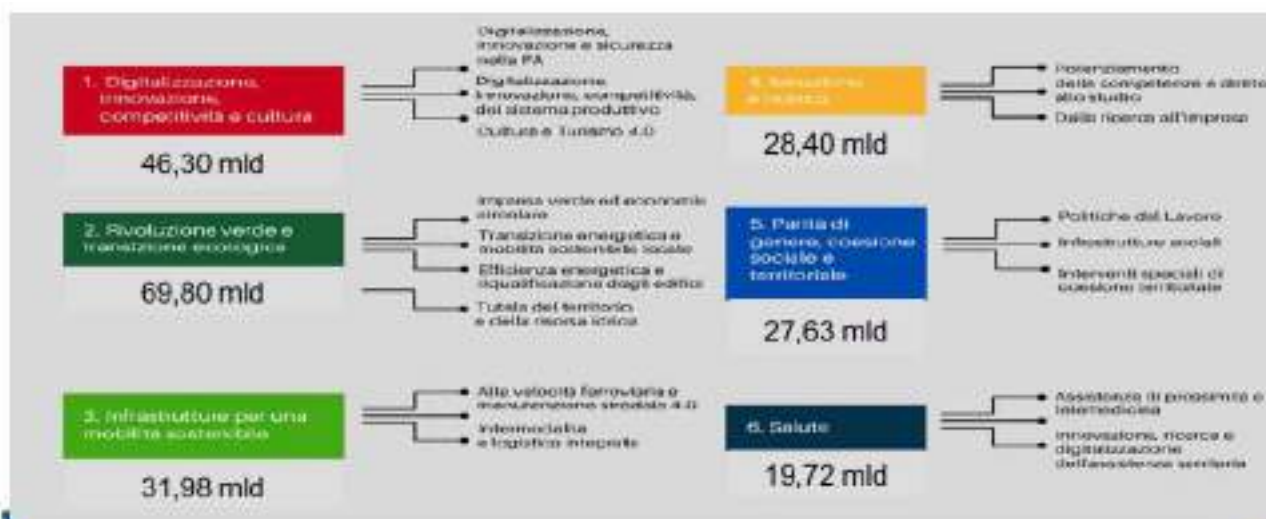 1. Digitalizzazione,
innovazione,
competitività e cultura
46,30 mld
Digitalizzazione,
innovazione e sicurezza
nella PA
Digitalizzazione
innovazione, competitività,
del sistema produttivo
Cultura e Turismo 4.0
2. Rivoluzione verde e
transizione ecologica
69,80 mld
Impresa verde ed economia
circolare
Transizione energetica e
mobilità sostenibile locale
Efficienza energetica e
riqualificazione degli edifici
Tutela del territorio
e della risorsa idrica
3. Infrastrutture per una
mobilità sostenibile
31,98 mld
Alta velocità ferroviaria e
manutenzione stradale 4.0
Intermodalità
e logistica integrata
4. Istruzione
e ricerca
28,40 mld
Potenziamento
delle competenze e diritto
allo studio
Dalla ricerca all'impresa
5. Parità di
genere, coesione
sociale e
territoriale
27,63 mld
Politiche del Lavoro
Infrastrutture sociali
Interventi speciali di
coesione territoriale
6. Salute
19,72 mld
Assistenza di prossimità e
telemedicina
Innovazione, ricerca e
digitalizzazione
dell'assistenza sanitaria